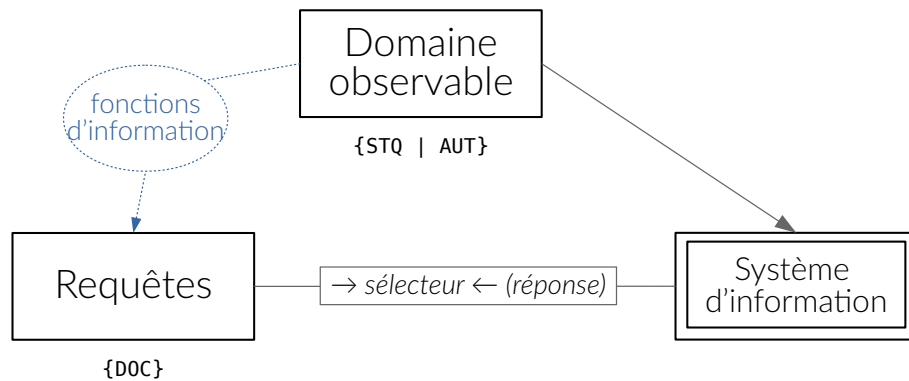 Domaine
observable
fonctions
d'information
{STQ | AUT}
Requêtes
→ sélecteur ← (réponse)
Système
d'information
{DOC}